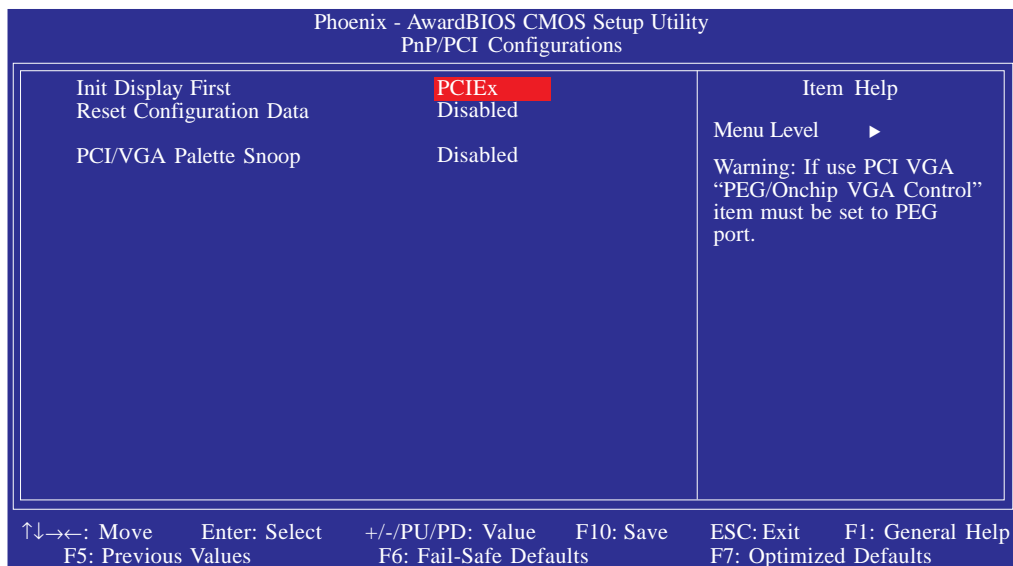 Phoenix - AwardBIOS CMOS Setup Utility
PnP/PCI Configurations
Init Display First PCIEx
Reset Configuration Data Disabled
PCI/VGA Palette Snoop Disabled
Item Help
Menu Level ►
Warning: If use PCI VGA
“PEG/Onchip VGA Control”
item must be set to PEG
port.
↑↓→←: Move Enter: Select +/-/PU/PD: Value F10: Save ESC: Exit F1: General Help
F5: Previous Values F6: Fail-Safe Defaults F7: Optimized Defaults